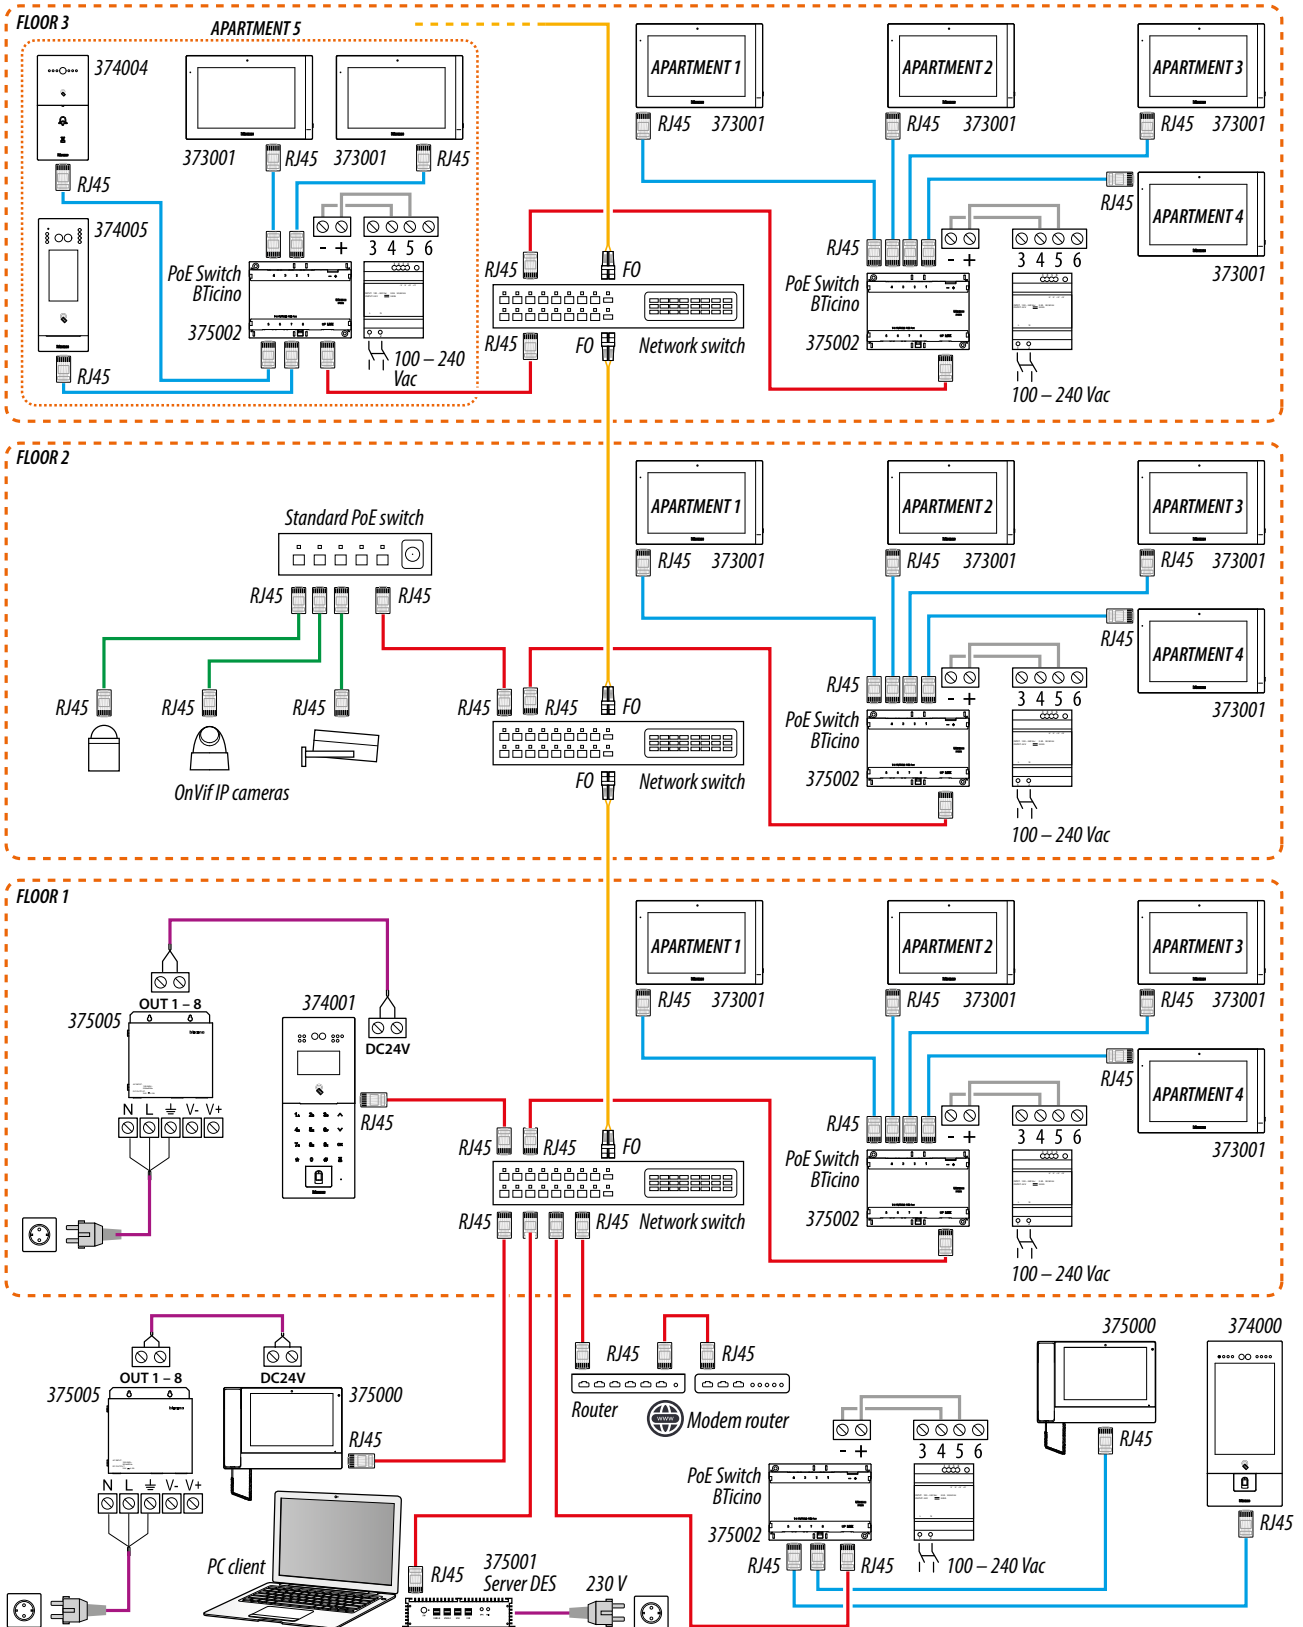 FLOOR 3
APARTMENT 5
374004
RJ45
374005
RJ45
373001
RJ45
373001
RJ45
- +
3 4 5 6
PoE Switch
BTicino
375002
100 – 240
Vac
RJ45
FO
RJ45
FO
Network switch
APARTMENT 1
RJ45
373001
APARTMENT 2
RJ45
373001
APARTMENT 3
RJ45
373001
APARTMENT 4
RJ45
373001
RJ45
- +
3 4 5 6
PoE Switch
BTicino
375002
100 – 240 Vac
FLOOR 2
Standard PoE switch
RJ45
RJ45
RJ45
RJ45
RJ45
OnVif IP cameras
RJ45
RJ45
FO
FO
Network switch
APARTMENT 1
RJ45
373001
APARTMENT 2
RJ45
373001
APARTMENT 3
RJ45
373001
APARTMENT 4
RJ45
373001
RJ45
- +
3 4 5 6
PoE Switch
BTicino
375002
100 – 240 Vac
FLOOR 1
OUT 1 – 8
375005
N L V- V+
374001
DC24V
RJ45
RJ45
RJ45
FO
RJ45
RJ45
Network switch
APARTMENT 1
RJ45
373001
APARTMENT 2
RJ45
373001
APARTMENT 3
RJ45
373001
APARTMENT 4
RJ45
373001
RJ45
- +
3 4 5 6
PoE Switch
BTicino
375002
100 – 240 Vac
OUT 1 – 8
375005
N L V- V+
DC24V
375000
RJ45
PC client
RJ45
375001
Server DES
230 V
RJ45
RJ45
Router
www
Modem router
- +
3 4 5 6
PoE Switch
BTicino
375002
RJ45
RJ45
100 – 240 Vac
375000
RJ45
374000
RJ45